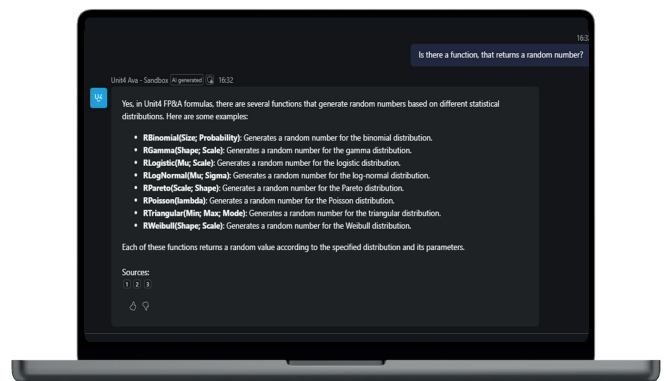 16:32
Is there a function, that returns a random number?
Unit4 Ava - Sandbox AI generated 16:32
U4
Yes, in Unit4 FP&A formulas, there are several functions that generate random numbers based on different statistical
distributions. Here are some examples:
• RBinomial(Size; Probability): Generates a random number for the binomial distribution.
• RGamma(Shape; Scale): Generates a random number for the gamma distribution.
• RLogistic(Mu; Scale): Generates a random number for the logistic distribution.
• RLogNormal(Mu; Sigma): Generates a random number for the log-normal distribution.
• RPareto(Scale; Shape): Generates a random number for the Pareto distribution.
• RPoisson(lambda): Generates a random number for the Poisson distribution.
• RTriangular(Min; Max; Mode): Generates a random number for the triangular distribution.
• RWeibull(Shape; Scale): Generates a random number for the Weibull distribution.
Each of these functions returns a random value according to the specified distribution and its parameters.
Sources:
1 2 3